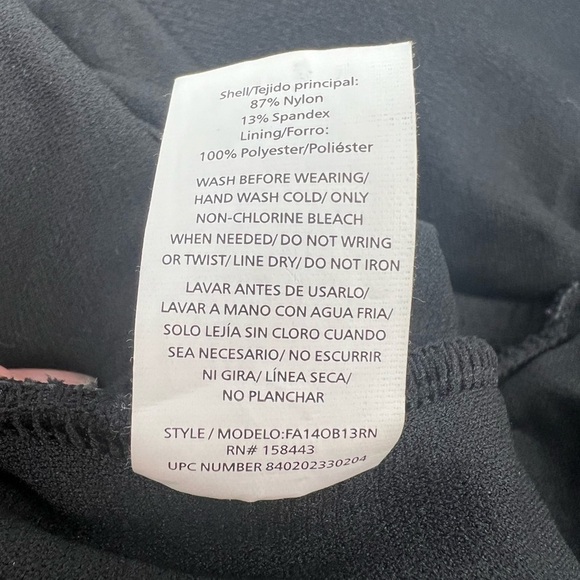 Shell/Tejido principal:
87% Nylon
13% Spandex
Lining/Forro:
100% Polyester/Poliéster
WASH BEFORE WEARING/
HAND WASH COLD/ ONLY
NON-CHLORINE BLEACH
WHEN NEEDED/ DO NOT WRING
OR TWIST/ LINE DRY/ DO NOT IRON
LAVAR ANTES DE USARLO/
LAVAR A MANO CON AGUA FRIA/
SOLO LEJÍA SIN CLORO CUANDO
SEA NECESARIO/ NO ESCURRIR
NI GIRA/ LÍNEA SECA/
NO PLANCHAR
STYLE / MODELO:FA14OB13RN
RN# 158443
UPC NUMBER 840202330204